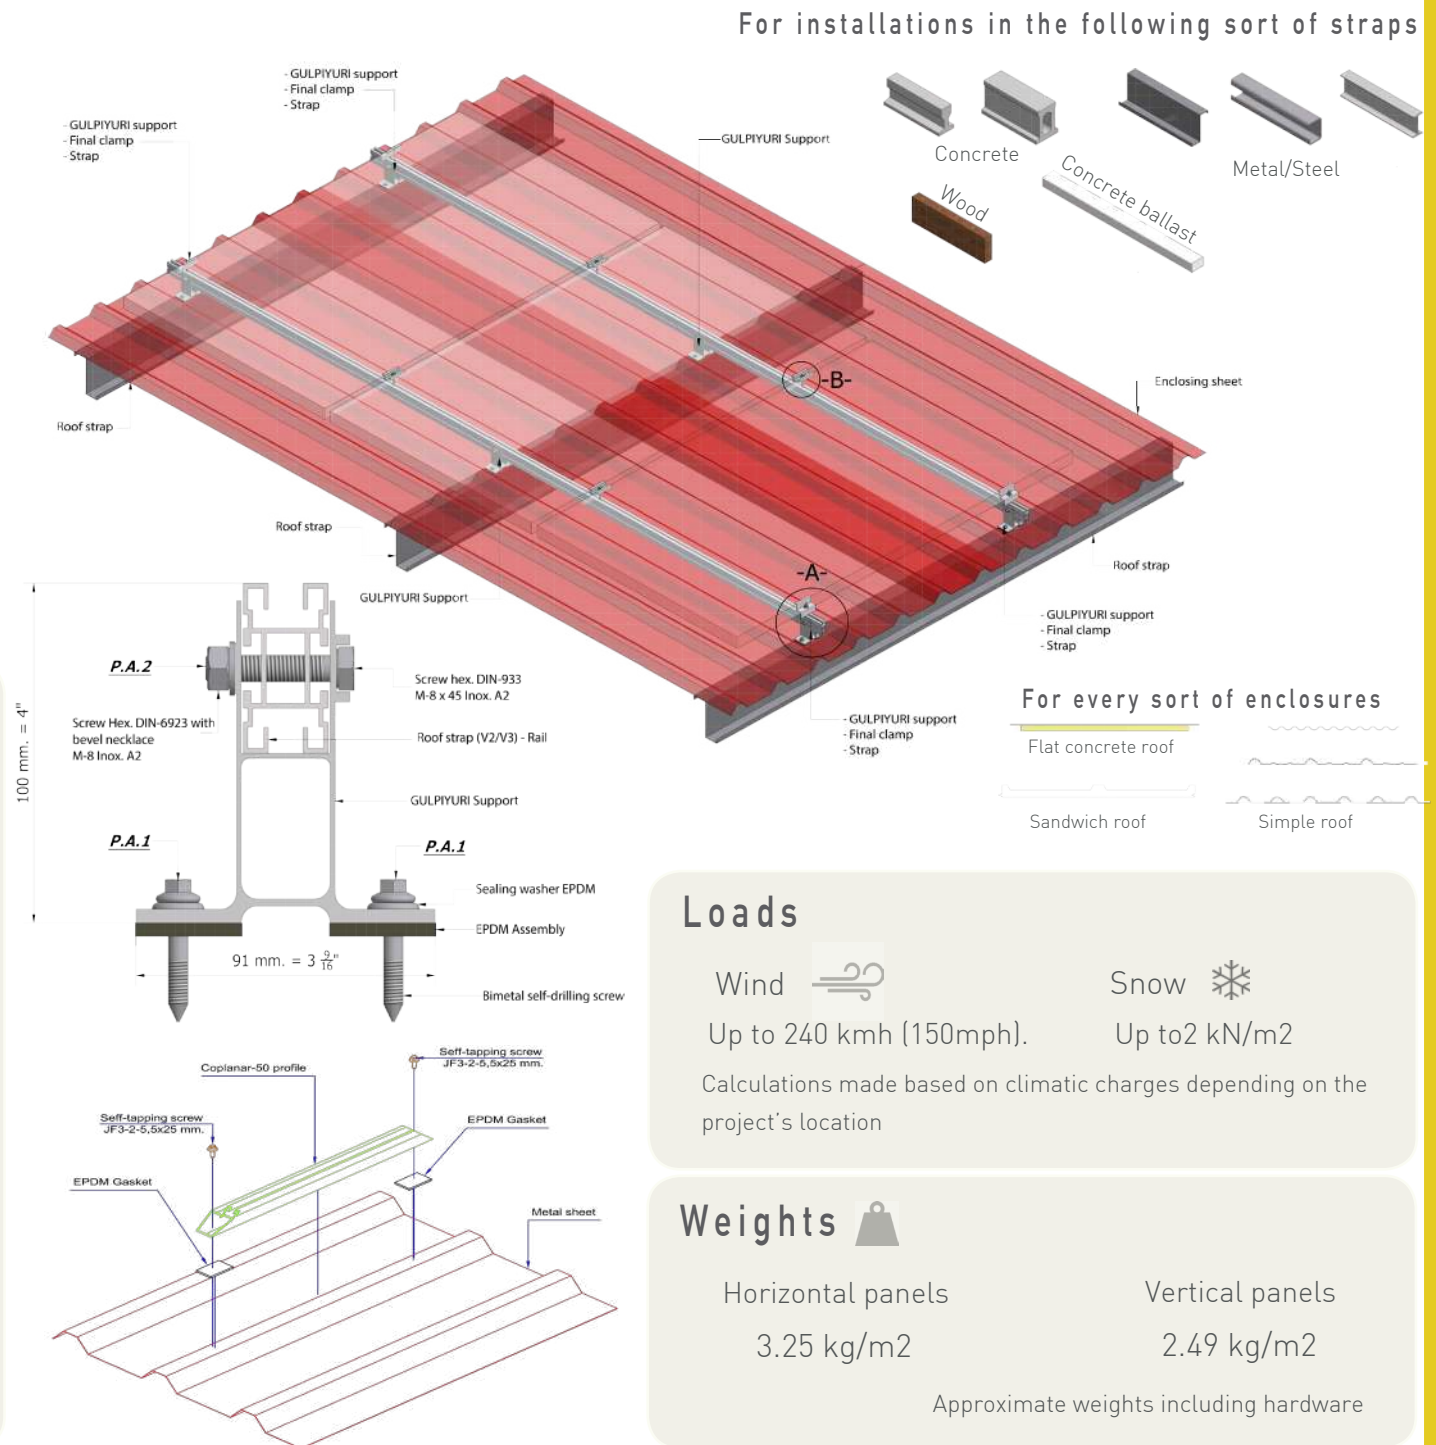 For installations in the following sort of straps
- GULPIYURI support
- Final clamp
- Strap
- GULPIYURI support
- Final clamp
- Strap
GULPIYURI Support
Concrete
Metal/Steel
Wood
Concrete ballast
-B-
Enclosing sheet
Roof strap
Roof strap
-A-
Roof strap
GULPIYURI Support
- GULPIYURI support
- Final clamp
- Strap
- GULPIYURI support
- Final clamp
- Strap
For every sort of enclosures
Flat concrete roof
Sandwich roof
Simple roof
P.A.2
Screw hex. DIN-933
M-8 x 45 Inox. A2
Screw Hex. DIN-6923 with
bevel necklace
M-8 Inox. A2
Roof strap (V2/V3) - Rail
100 mm. = 4"
GULPIYURI Support
P.A.1
P.A.1
Sealing washer EPDM
EPDM Assembly
91 mm. = 3 9/16"
Bimetal self-drilling screw
Seff-tapping screw
JF3-2-5,5x25 mm.
Coplanar-50 profile
Seff-tapping screw
JF3-2-5,5x25 mm.
EPDM Gasket
EPDM Gasket
Metal sheet
Loads
Wind
Snow
Up to 240 kmh (150mph).
Up to2 kN/m2
Calculations made based on climatic charges depending on the
project's location
Weights
Horizontal panels
Vertical panels
3.25 kg/m2
2.49 kg/m2
Approximate weights including hardware